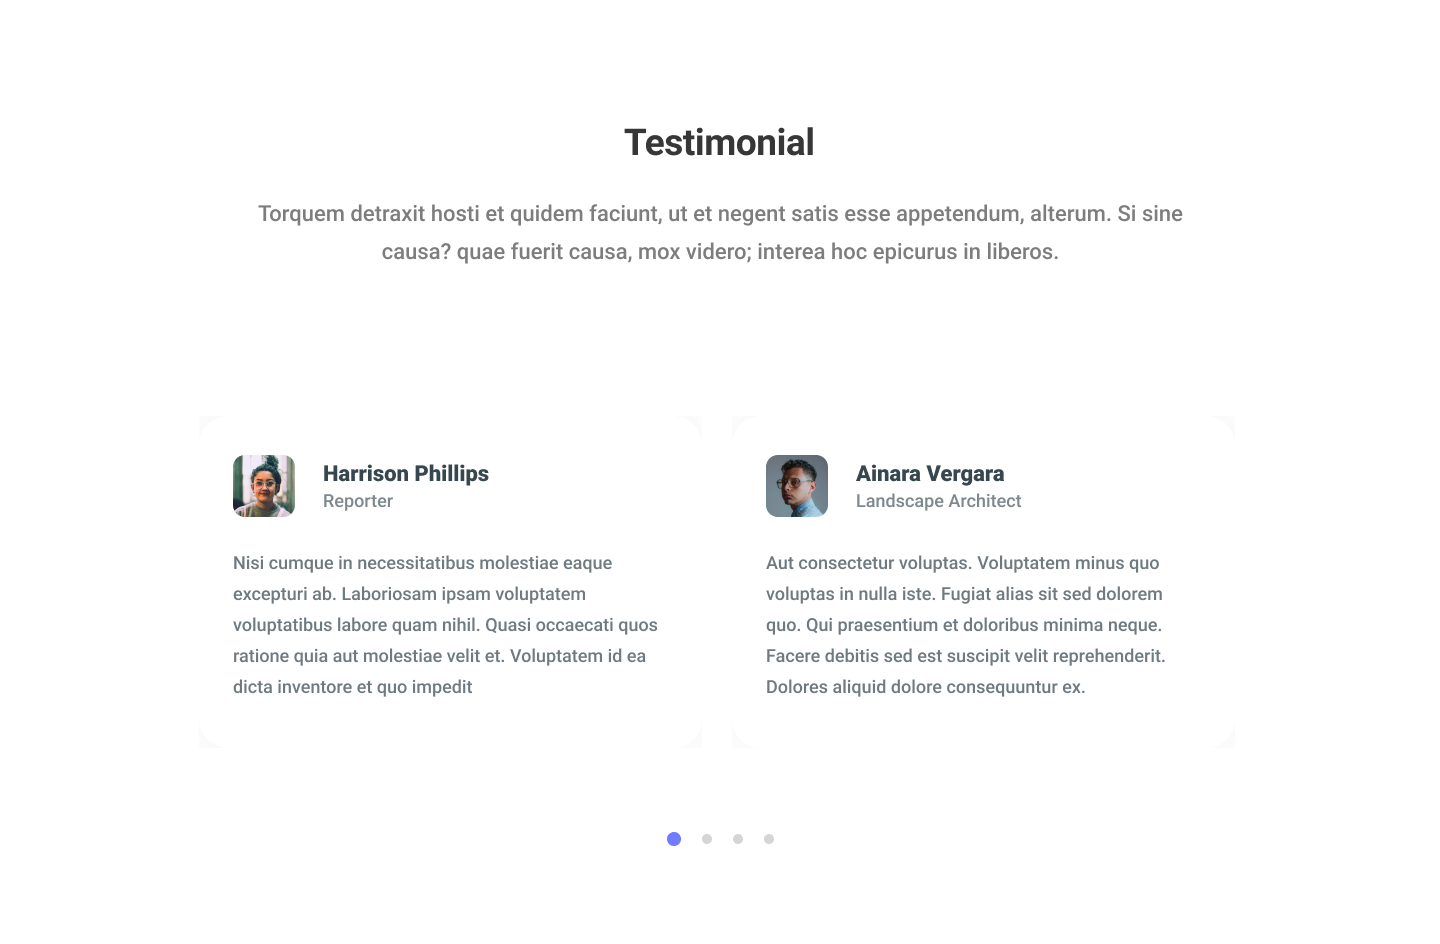 Testimonial
Torquem detraxit hosti et quidem faciunt, ut et negent satis esse appetendum, alterum. Si sine
causa? quae fuerit causa, mox videro; interea hoc epicurus in liberos.
Harrison Phillips
Reporter
Nisi cumque in necessitatibus molestiae eaque
excepturi ab. Laboriosam ipsam voluptatem
voluptatibus labore quam nihil. Quasi occaecati quos
ratione quia aut molestiae velit et. Voluptatem id ea
dicta inventore et quo impedit
Ainara Vergara
Landscape Architect
Aut consectetur voluptas. Voluptatem minus quo
voluptas in nulla iste. Fugiat alias sit sed dolorem
quo. Qui praesentium et doloribus minima neque.
Facere debitis sed est suscipit velit reprehenderit.
Dolores aliquid dolore consequuntur ex.